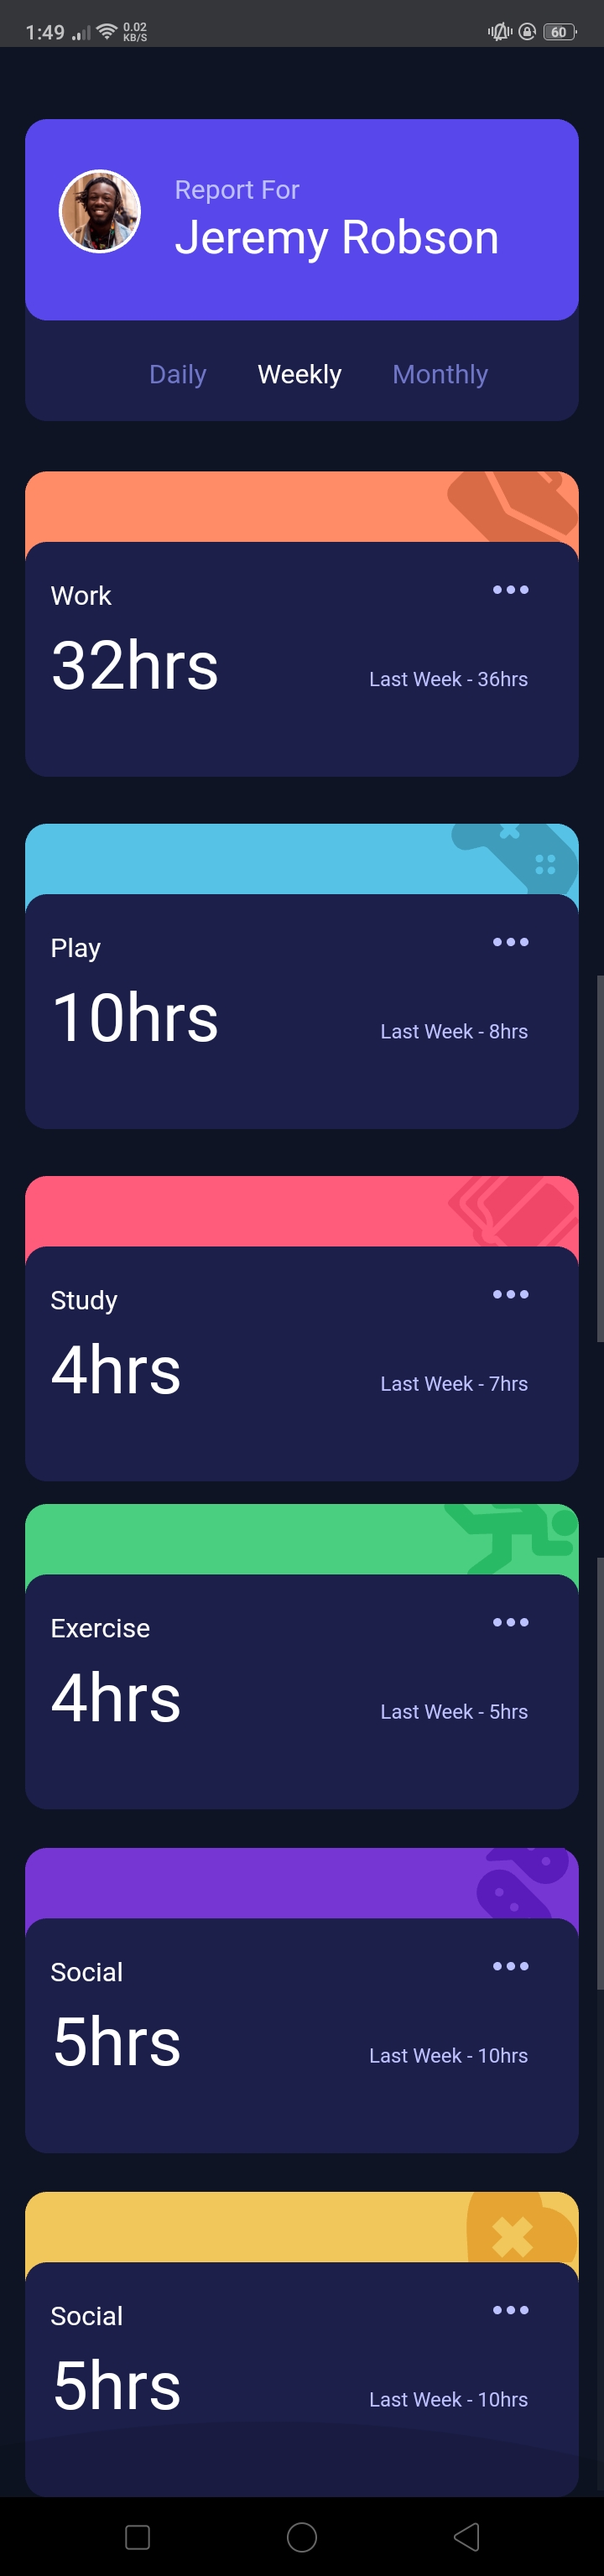 1:49
0.02
KB/S
60
Report For
Jeremy Robson
Daily Weekly Monthly
Work
32hrs
Last Week - 36hrs
Play
10hrs
Last Week - 8hrs
Study
4hrs
Last Week - 7hrs
Exercise
4hrs
Last Week - 5hrs
Social
5hrs
Last Week - 10hrs
Social
5hrs
Last Week - 10hrs